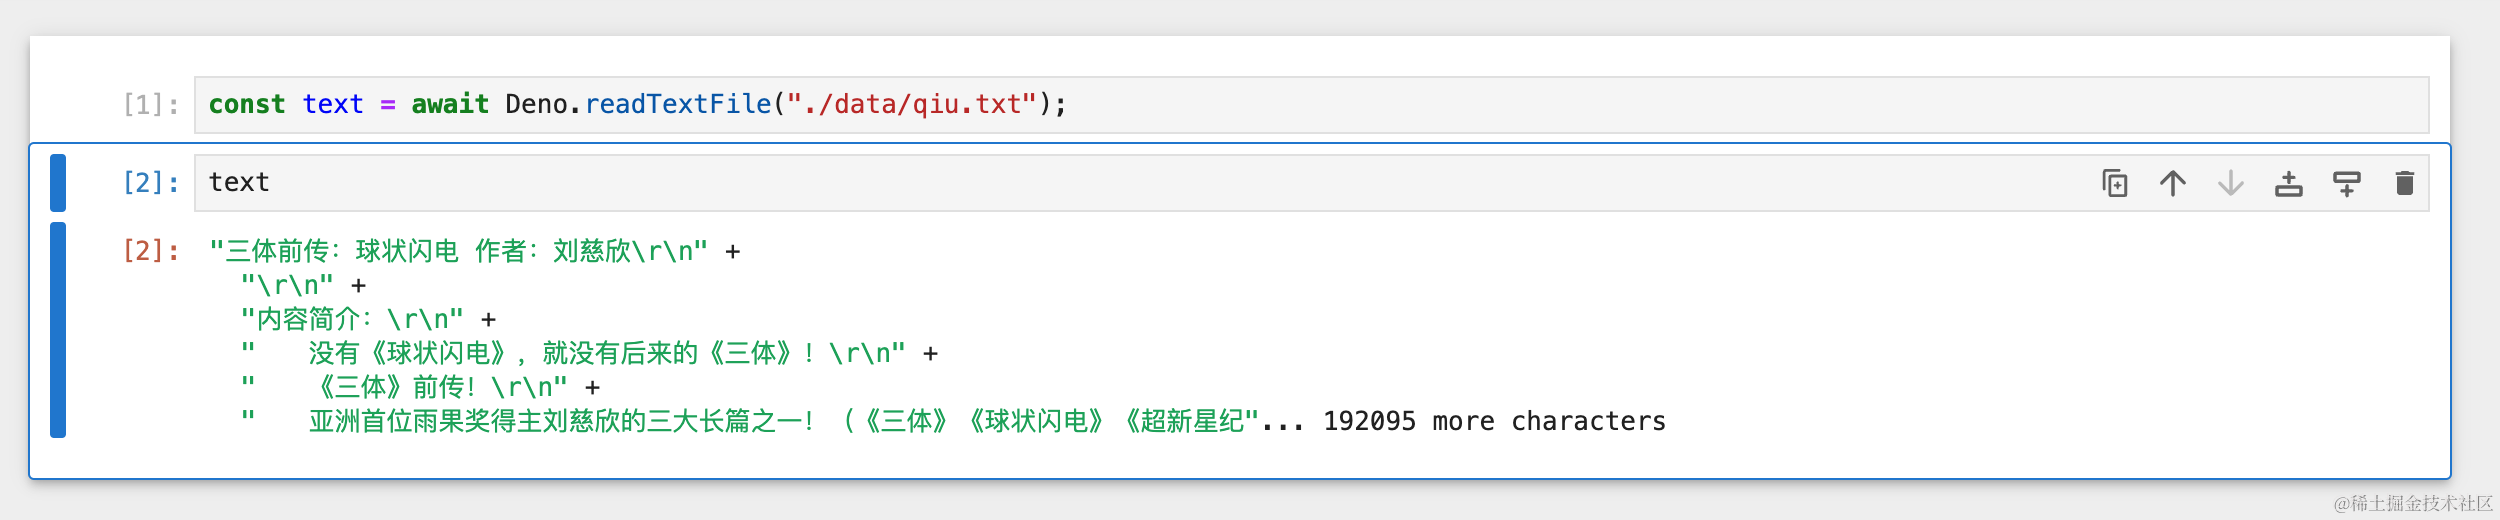 [1]: const text = await Deno.readTextFile("./data/qiu.txt");
[2]: text
[2]: "三体前传：球状闪电 作者：刘慈欣\r\n" +
"\r\n" +
"内容简介：\r\n" +
"    没有《球状闪电》，就没有后来的《三体》！\r\n" +
"    《三体》前传！\r\n" +
"    亚洲首位雨果奖得主刘慈欣的三大长篇之一！（《三体》《球状闪电》《超新星纪"... 192095 more characters
@稀土掘金技术社区